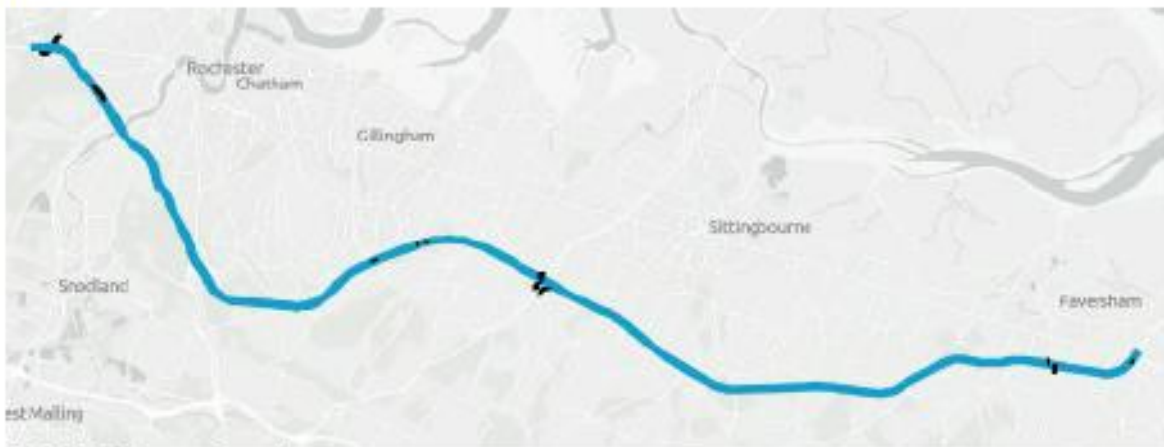 Rochester
Chatham
Gillingham
Sittingbourne
Snodland
Faversham
est Malling